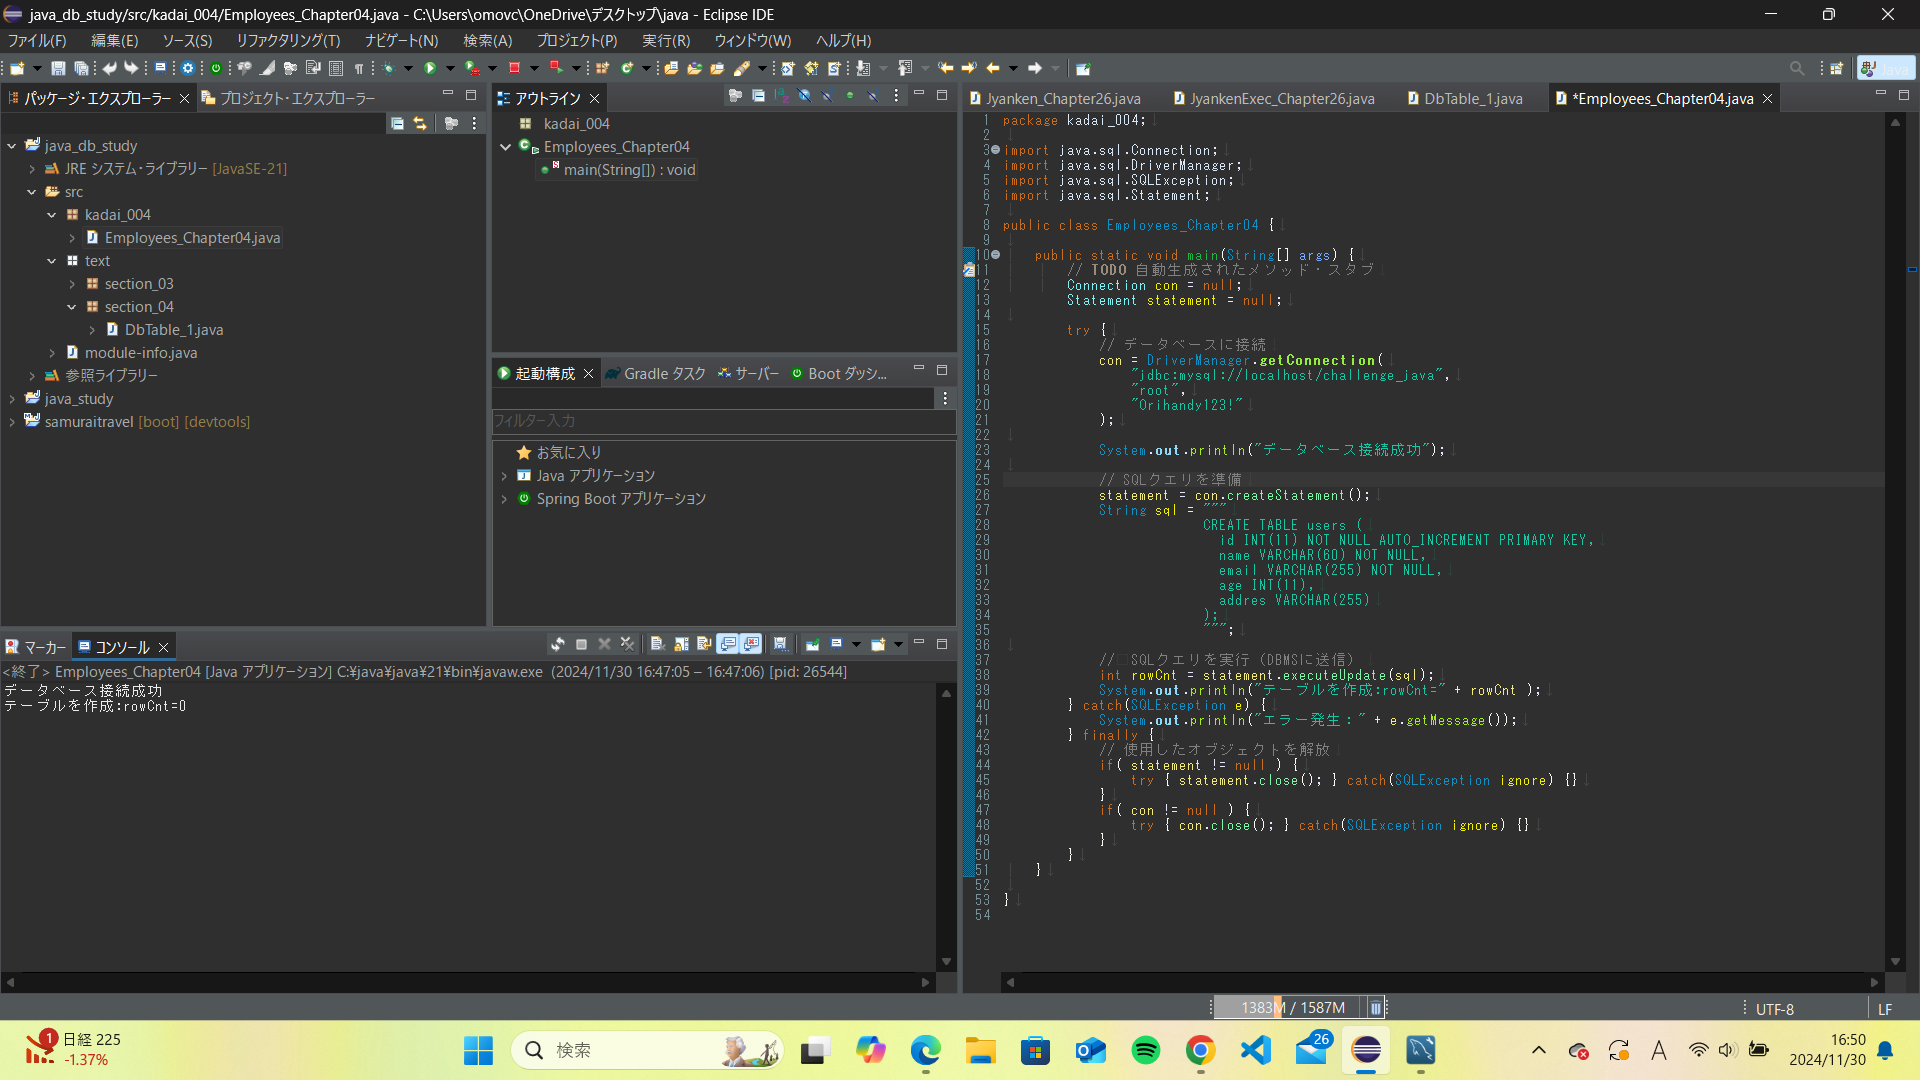 java_db_study/src/kadai_004/Employees_Chapter04.java - C:\Users\omovc\OneDrive\デスクトップ\java - Eclipse IDE
ファイル(F) 編集(E) ソース(S) リファクタリング(T) ナビゲート(N) 検索(A) プロジェクト(P) 実行(R) ウィンドウ(W) ヘルプ(H)
Java
パッケージ・エクスプローラー
プロジェクト・エクスプローラー
java_db_study
JRE システム・ライブラリー [JavaSE-21]
src
kadai_004
Employees_Chapter04.java
text
section_03
section_04
DbTable_1.java
module-info.java
参照ライブラリー
java_study
samuraitravel [boot] [devtools]
アウトライン
kadai_004
Employees_Chapter04
main(String[]) : void
起動構成
Gradle タスク
サーバー
Boot ダッシ...
フィルター入力
お気に入り
Java アプリケーション
Spring Boot アプリケーション
マーカー
コンソール
<終了> Employees_Chapter04 [Java アプリケーション] C:¥java¥java¥21¥bin¥javaw.exe (2024/11/30 16:47:05 – 16:47:06) [pid: 26544]
データベース接続成功
テーブルを作成:rowCnt=0
Jyanken_Chapter26.java
JyankenExec_Chapter26.java
DbTable_1.java
*Employees_Chapter04.java
1 package kadai_004;
2
3 import java.sql.Connection;
4 import java.sql.DriverManager;
5 import java.sql.SQLException;
6 import java.sql.Statement;
7
8 public class Employees_Chapter04 {
9
10 public static void main(String[] args) {
11 // TODO 自動生成されたメソッド・スタブ
12 Connection con = null;
13 Statement statement = null;
14
15 try {
16 // データベースに接続
17 con = DriverManager.getConnection(
18 "jdbc:mysql://localhost/challenge_java",
19 "root",
20 "Orihandy123!"
21 );
22
23 System.out.println("データベース接続成功");
24
25 // SQLクエリを準備
26 statement = con.createStatement();
27 String sql = """
28 CREATE TABLE users (
29 id INT(11) NOT NULL AUTO_INCREMENT PRIMARY KEY,
30 name VARCHAR(60) NOT NULL,
31 email VARCHAR(255) NOT NULL,
32 age INT(11),
33 addres VARCHAR(255)
34 );
35 """;
36
37 // SQLクエリを実行（DBMSに送信）
38 int rowCnt = statement.executeUpdate(sql);
39 System.out.println("テーブルを作成:rowCnt=" + rowCnt );
40 } catch(SQLException e) {
41 System.out.println("エラー発生：" + e.getMessage());
42 } finally {
43 // 使用したオブジェクトを解放
44 if( statement != null ) {
45 try { statement.close(); } catch(SQLException ignore) {}
46 }
47 if( con != null ) {
48 try { con.close(); } catch(SQLException ignore) {}
49 }
50 }
51 }
52
53 }
54
1383M / 1587M
UTF-8
LF
1
日経 225
-1.37%
検索
26
A
16:50
2024/11/30